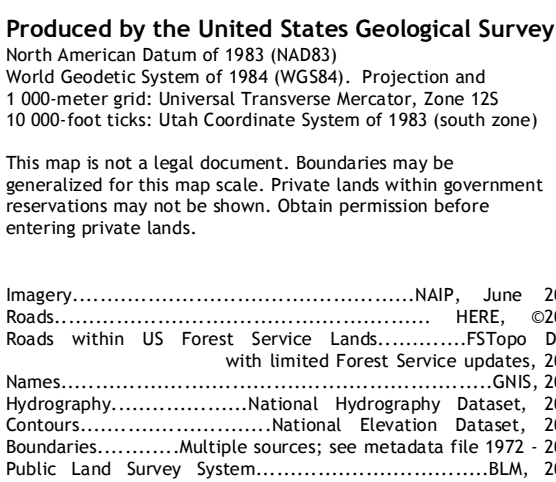 Produced by the United States Geological Survey
North American Datum of 1983 (NAD83)
World Geodetic System of 1984 (WGS84). Projection and
1 000-meter grid: Universal Transverse Mercator, Zone 12S
10 000-foot ticks: Utah Coordinate System of 1983 (south zone)
This map is not a legal document. Boundaries may be
generalized for this map scale. Private lands within government
reservations may not be shown. Obtain permission before
entering private lands.
Imagery.............................................NAIP, June
Roads................................................ HERE,
Roads within US Forest Service Lands.............FSTopo
with limited Forest Service updates,
Names.......................................................GNIS,
Hydrography...................National Hydrography Dataset,
Contours.........................National Elevation Dataset,
Boundaries...........Multiple sources; see metadata file 1972 -
Public Land Survey System..............................BLM,